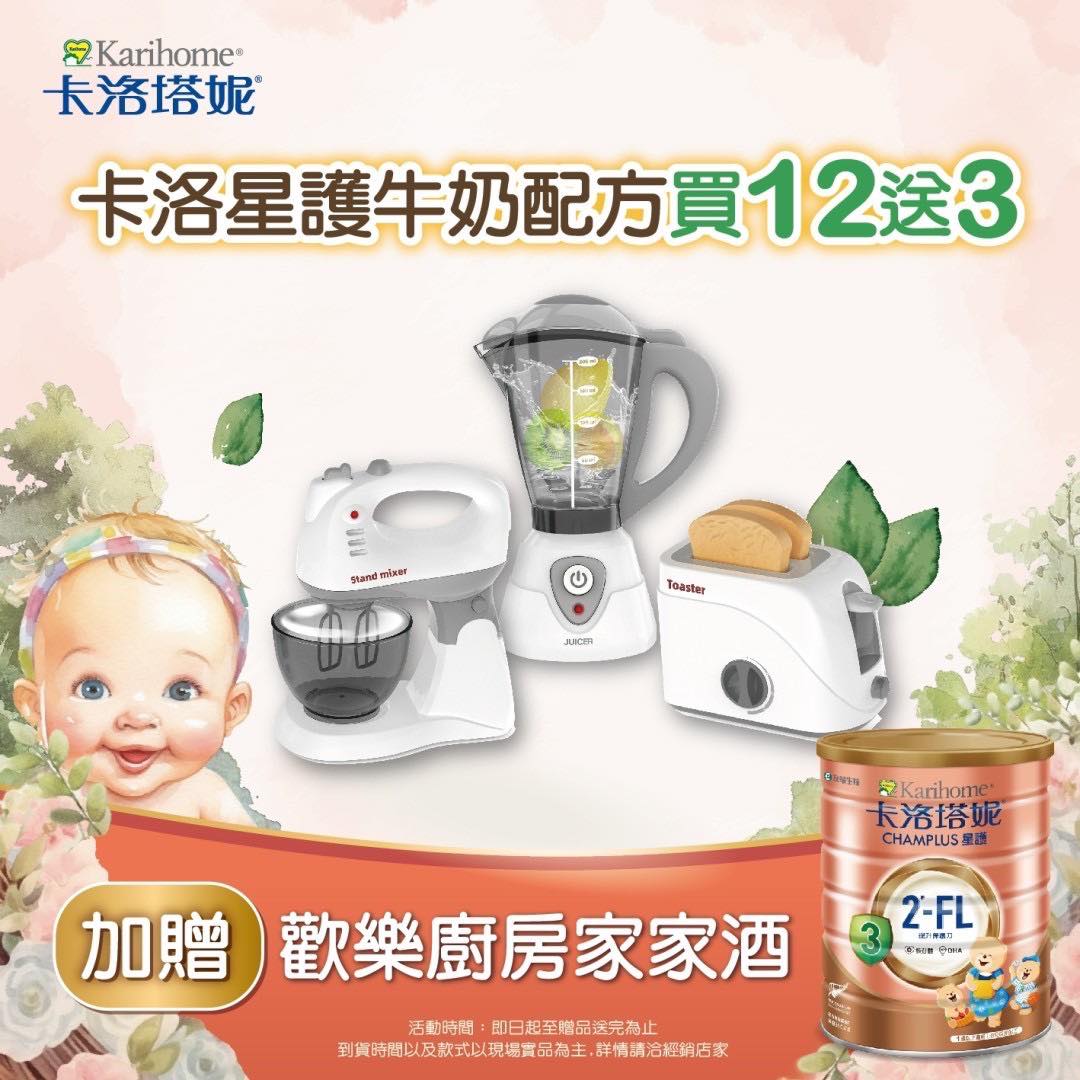 Karihome®
卡洛塔妮®
卡洛星護牛奶配方買12送3
Stand mixer
JUICER
Toaster
Karihome®
卡洛塔妮
CHAMPLUS 星護
2'-FL
3
DHA
加贈 歡樂廚房家家酒
活動時間：即日起至贈品送完為止
到貨時間以及款式以現場實品為主，詳情請洽經銷店家